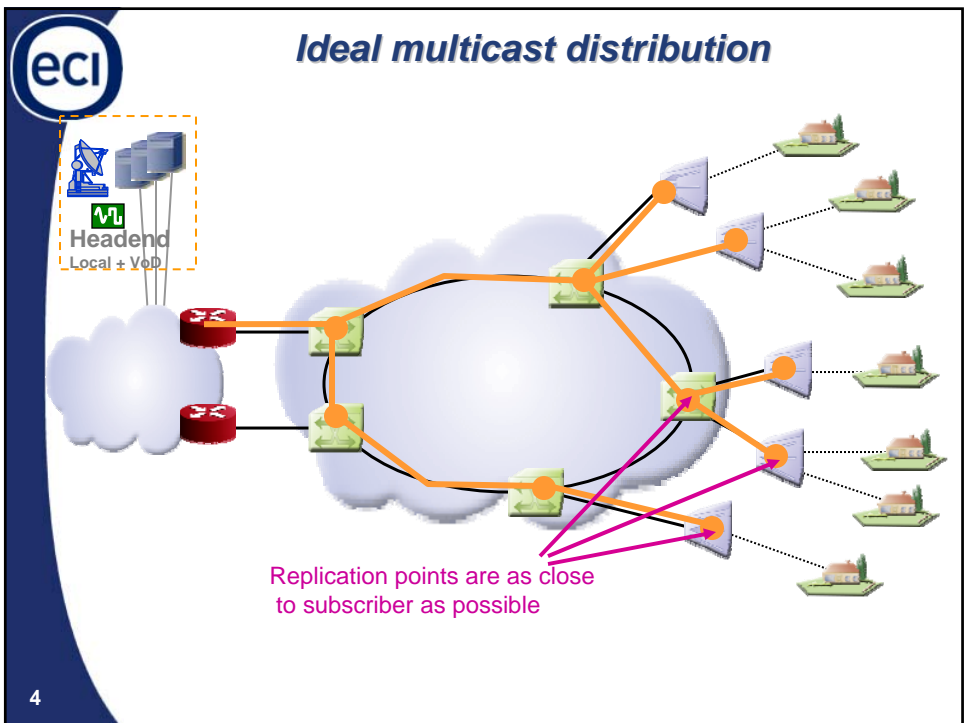 eci
Ideal multicast distribution
Headend
Local + VoD
Replication points are as close
to subscriber as possible
4